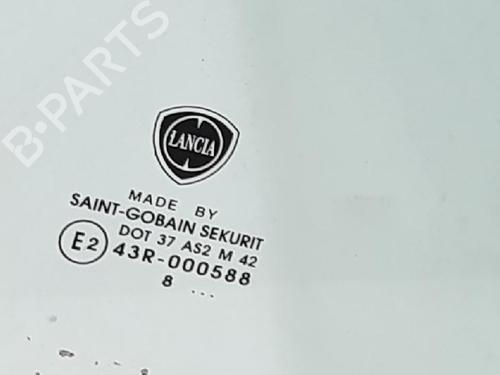 B-PARTS
LANCIA
MADE BY
SAINT-GOBAIN SEKURIT
DOT 37 AS2 M 42
E2 43R-000588
8 ...